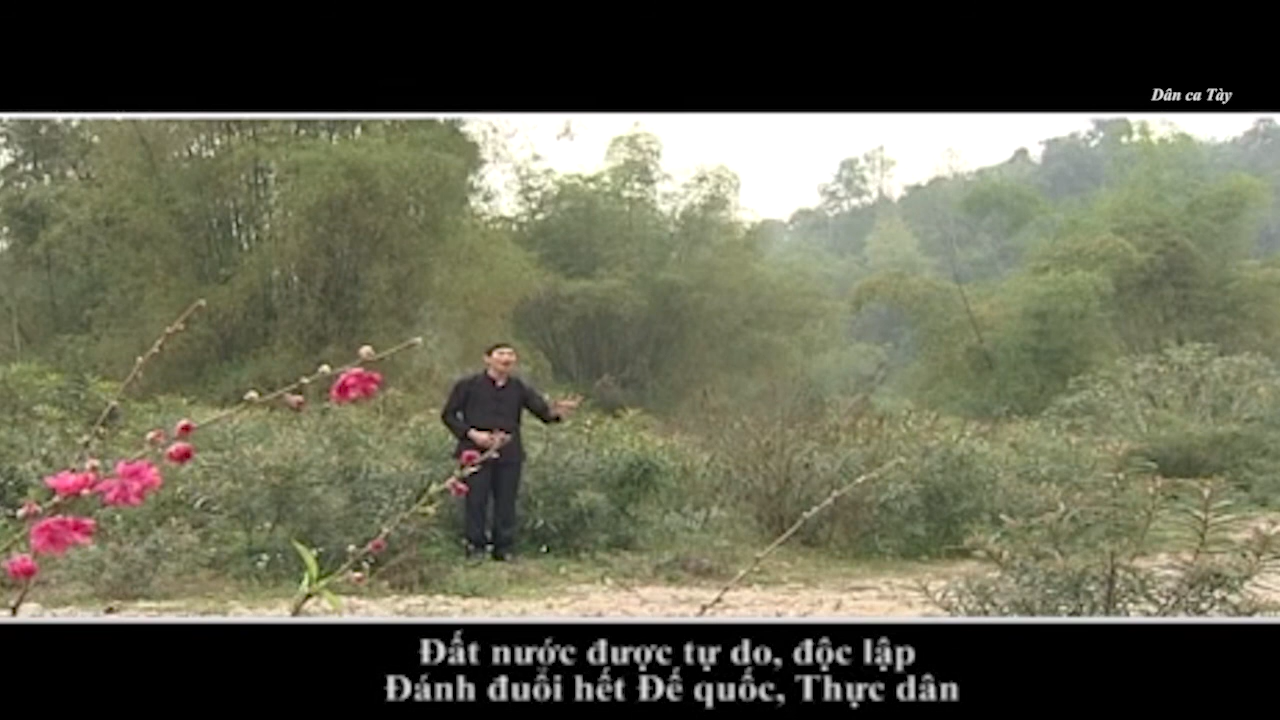 Dân ca Tày
Đất nước được tự do, độc lập
Đánh đuổi hết Đế quốc, Thực dân